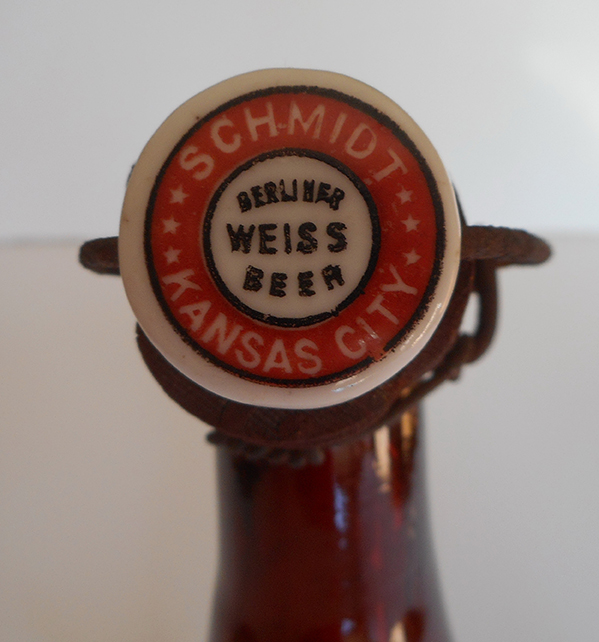 SCHMIDT
BERLINER
WEISS
BEER
KANSAS CITY